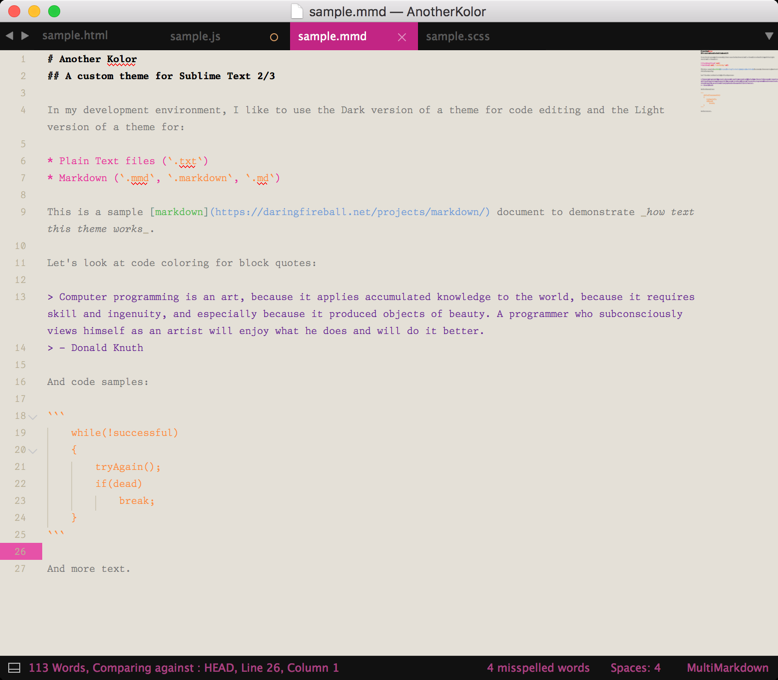 sample.mmd — AnotherKolor
sample.html
sample.js
sample.mmd
sample.scss
1 # Another Kolor
2 ## A custom theme for Sublime Text 2/3
3
4 In my development environment, I like to use the Dark version of a theme for code editing and the Light
version of a theme for:
5
6 * Plain Text files (`.txt`)
7 * Markdown (`.mmd`, `.markdown`, `.md`)
8
9 This is a sample [markdown](https://daringfireball.net/projects/markdown/) document to demonstrate _how text
this theme works_.
10
11 Let's look at code coloring for block quotes:
12
13 > Computer programming is an art, because it applies accumulated knowledge to the world, because it requires
skill and ingenuity, and especially because it produced objects of beauty. A programmer who subconsciously
views himself as an artist will enjoy what he does and will do it better.
14 > - Donald Knuth
15
16 And code samples:
17
18 ```
19 while(!successful)
20 {
21 tryAgain();
22 if(dead)
23 break;
24 }
25 ```
26
27 And more text.
113 Words, Comparing against : HEAD, Line 26, Column 1
4 misspelled words
Spaces: 4
MultiMarkdown